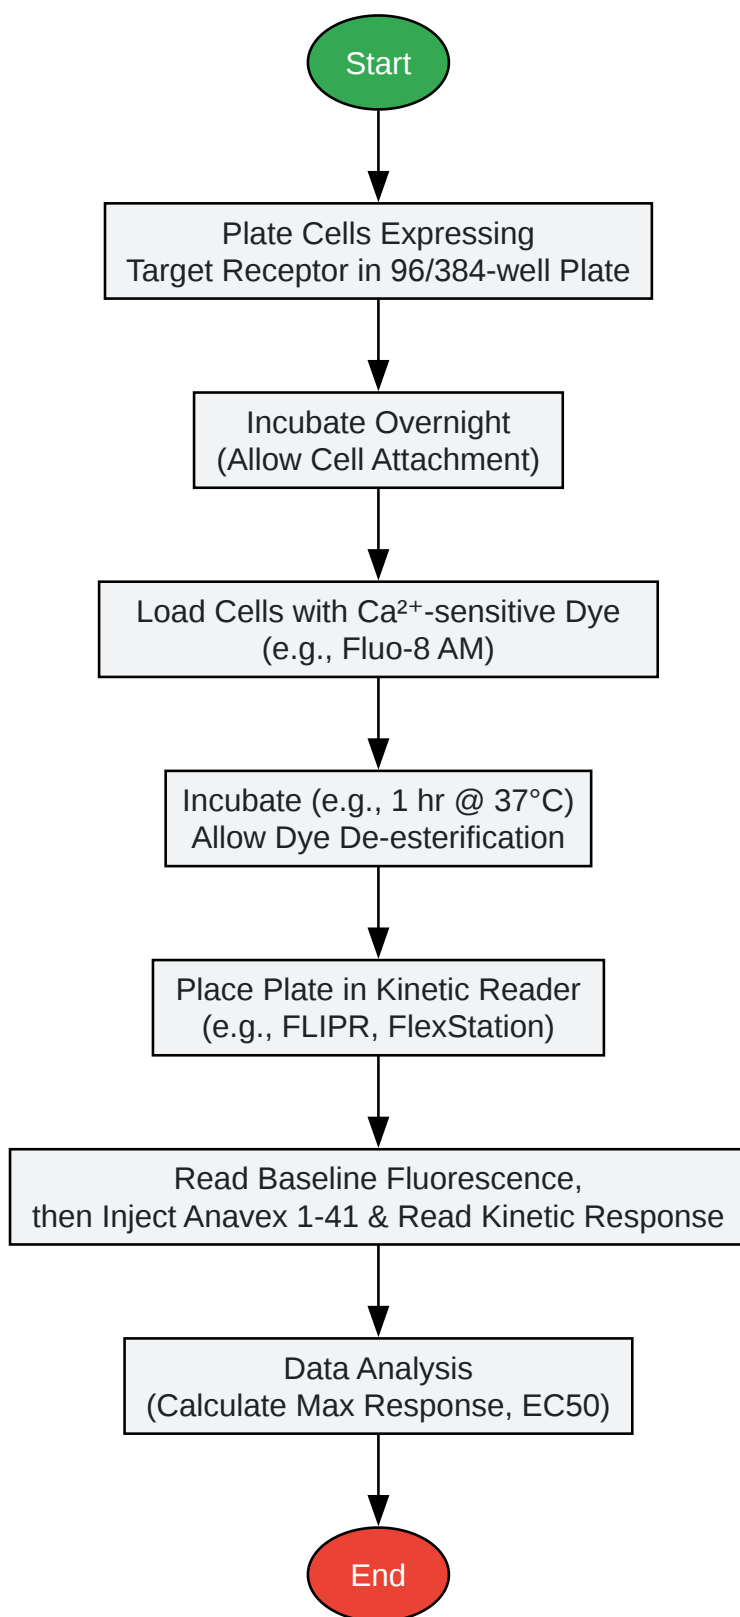 Start
Plate Cells Expressing
Target Receptor in 96/384-well Plate
Incubate Overnight
(Allow Cell Attachment)
Load Cells with Ca²⁺-sensitive Dye
(e.g., Fluo-8 AM)
Incubate (e.g., 1 hr @ 37°C)
Allow Dye De-esterification
Place Plate in Kinetic Reader
(e.g., FLIPR, FlexStation)
Read Baseline Fluorescence,
then Inject Anavex 1-41 & Read Kinetic Response
Data Analysis
(Calculate Max Response, EC50)
End